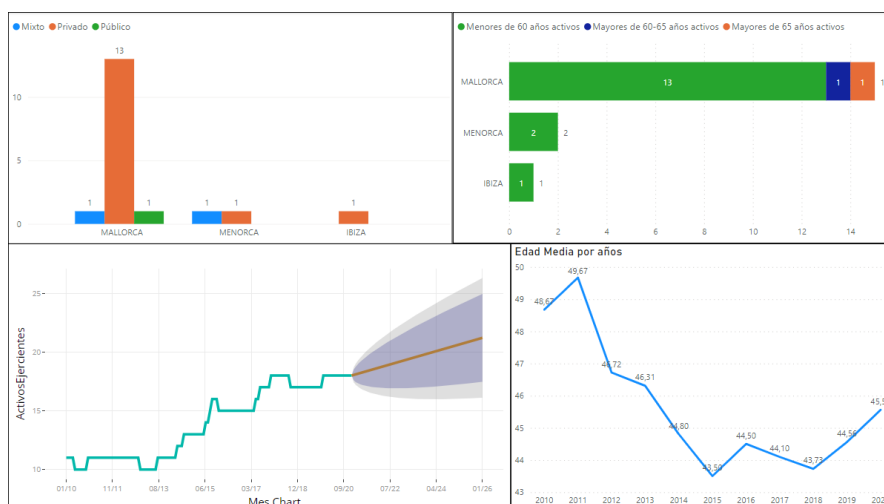 Mixto Privado Público
13
10
5
1 1 1 1 1
0
MALLORCA MENORCA IBIZA
Menores de 60 años activos Mayores de 60-65 años activos Mayores de 65 años activos
MALLORCA 13 1 1
MENORCA 2 2
IBIZA 1 1
0 2 4 6 8 10 12 14
ActivosEjercientes
25
20
15
10
01/10 11/11 08/13 06/15 03/17 12/18 09/20 07/22 04/24 01/26
Mes Chart
Edad Media por años
50
49
48
47
46
45
44
43
48,67
49,67
46,72
46,31
44,80
43,50
44,50
44,10
43,73
44,56
2010 2011 2012 2013 2014 2015 2016 2017 2018 2019